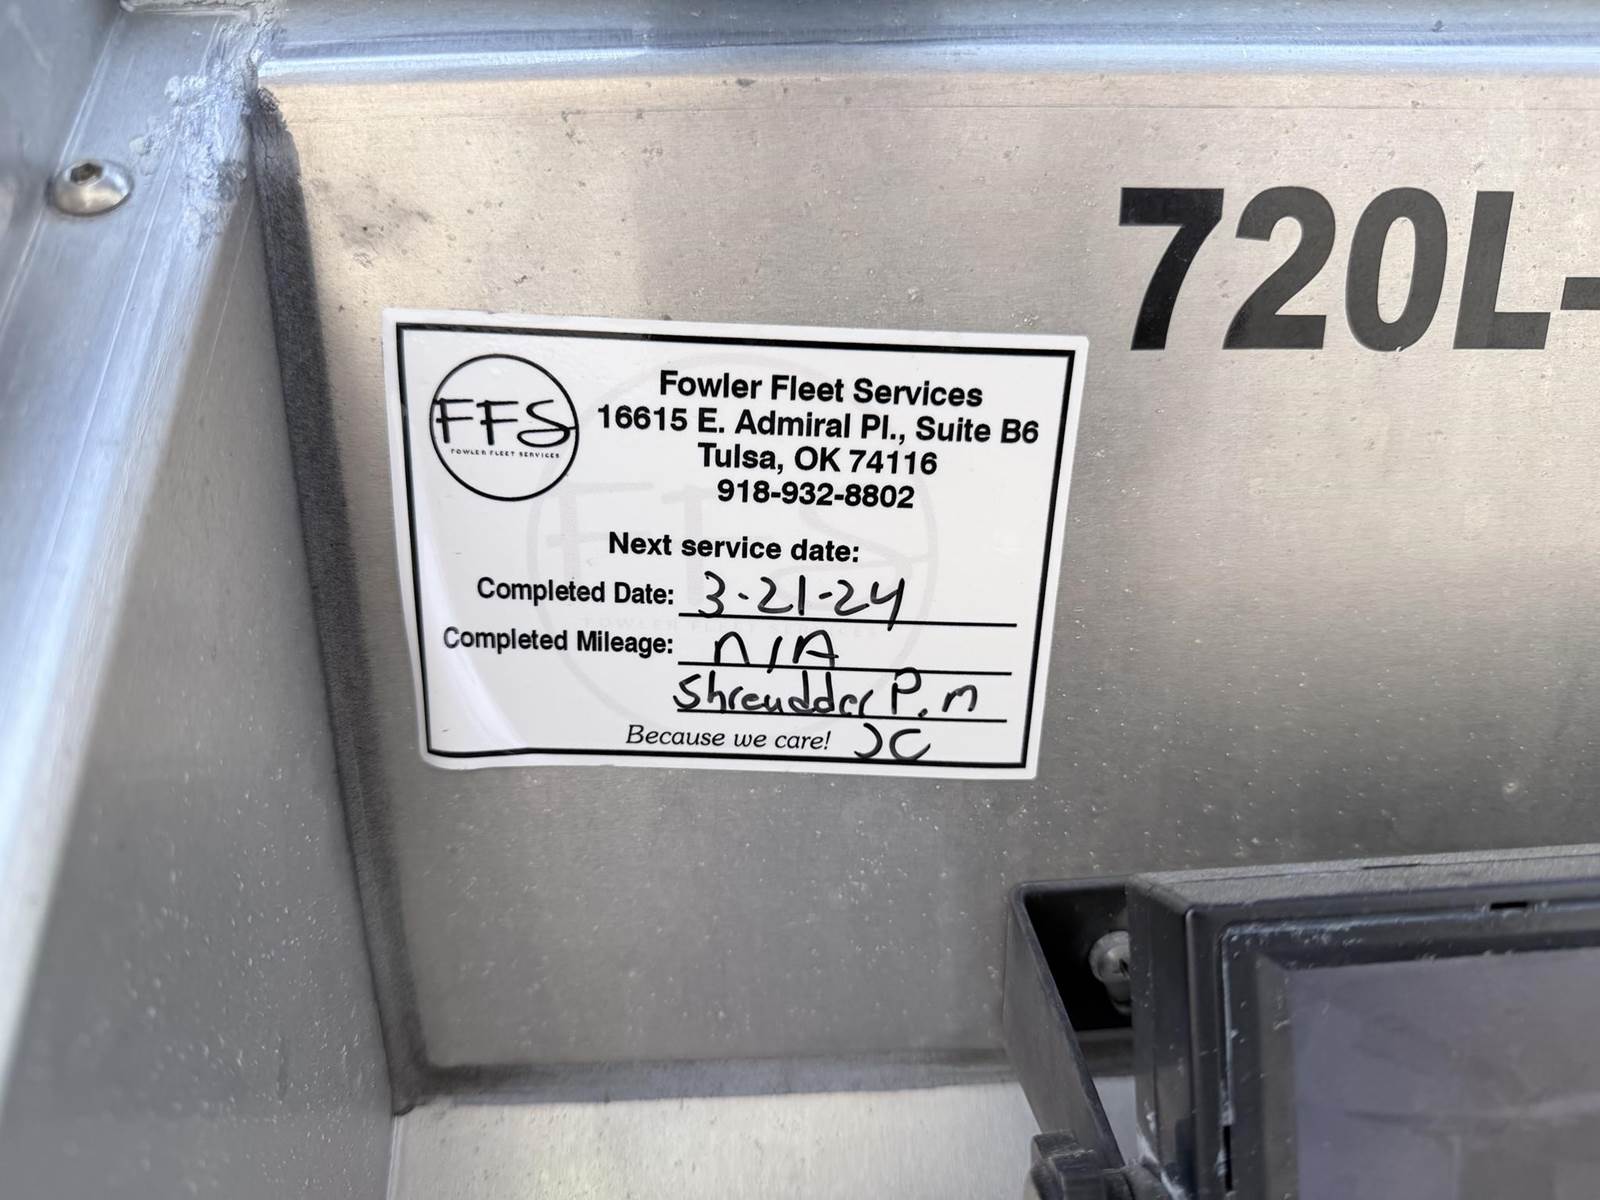 720L-
FFS
FOWLER FLEET SERVICES
Fowler Fleet Services
16615 E. Admiral Pl., Suite B6
Tulsa, OK 74116
918-932-8802
Next service date:
Completed Date: 3-21-24
Completed Mileage: N/A
Shreudder P.m
Because we care! JC